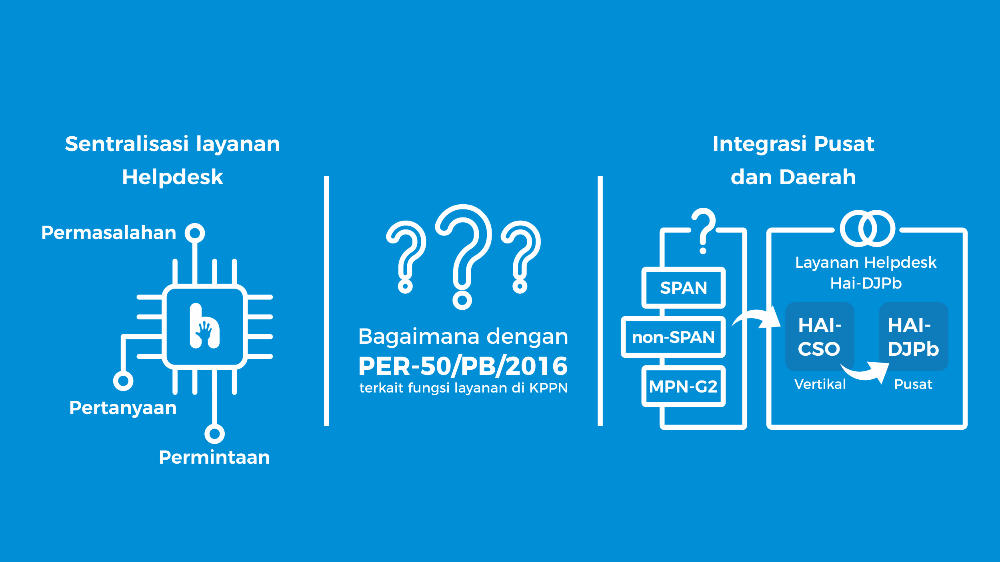 Sentralisasi layanan
Helpdesk
Permasalahan
Pertanyaan
Permintaan
Bagaimana dengan
PER-50/PB/2016
terkait fungsi layanan di KPPN
Integrasi Pusat
dan Daerah
SPAN
non-SPAN
MPN-G2
Layanan Helpdesk
Hai-DJPb
HAI-
CSO
Vertikal
HAI-
DJPb
Pusat